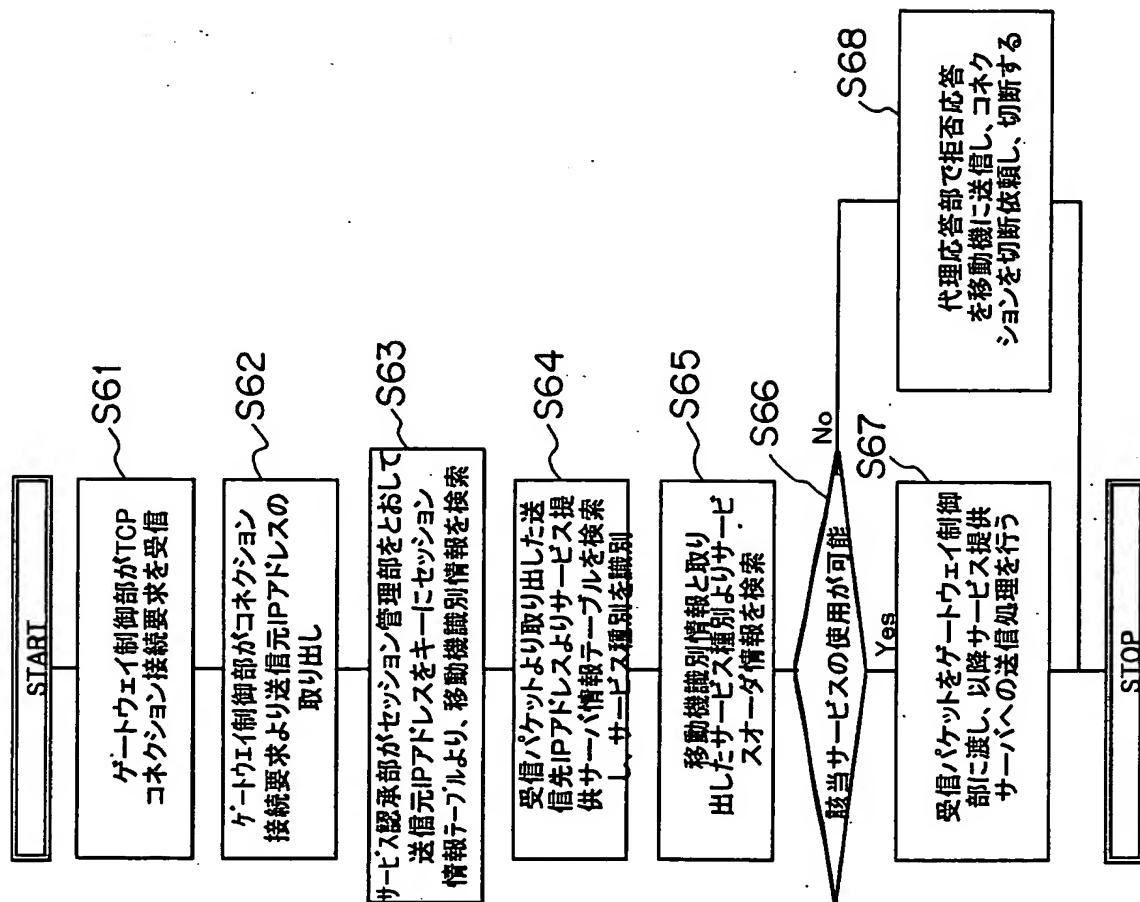 START
S61
ゲートウェイ制御部がTCP
コネクション接続要求を受信
S62
ゲートウェイ制御部がコネクション
接続要求より送信元IPアドレスの
取り出し
S63
サービス認承部がセッション管理部をとおして
送信元IPアドレスをキーにセッション
情報テーブルより、移動機識別情報を検索
S64
受信パケットより取り出した送
信先IPアドレスよりサービス提
供サーバ情報テーブルを検索
し、サービス種別を識別
S65
移動機識別情報と取り
出したサービス種別よりサービ
スオーダ情報を検索
S66
該当サービスの使用が可能
No
Yes
S67
受信パケットをゲートウェイ制御
部に渡し、以降サービス提供
サーバへの送信処理を行う
S68
代理応答部で拒否応答
を移動機に送信し、コネク
ションを切断依頼し、切断する
STOP